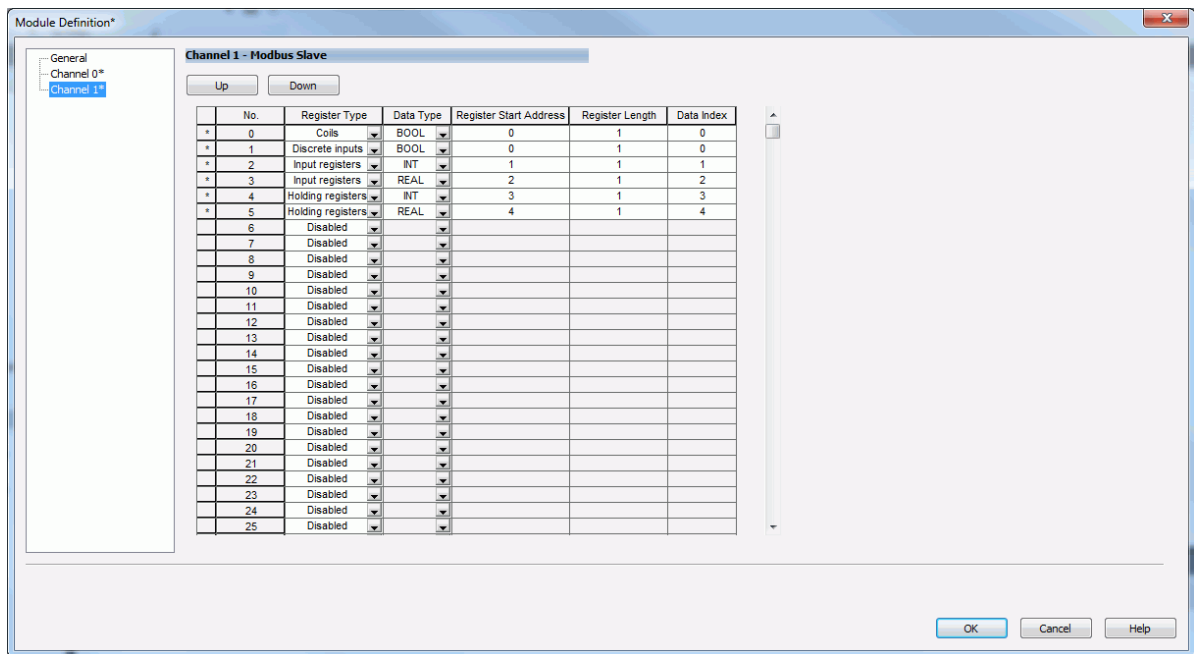 Module Definition*
General
Channel 0*
Channel 1*
Channel 1 - Modbus Slave
Up Down
No. Register Type Data Type Register Start Address Register Length Data Index
* 0 Coils BOOL 0 1 0
* 1 Discrete inputs BOOL 0 1 0
* 2 Input registers INT 1 1 1
* 3 Input registers REAL 2 1 2
* 4 Holding registers INT 3 1 3
* 5 Holding registers REAL 4 1 4
6 Disabled
7 Disabled
8 Disabled
9 Disabled
10 Disabled
11 Disabled
12 Disabled
13 Disabled
14 Disabled
15 Disabled
16 Disabled
17 Disabled
18 Disabled
19 Disabled
20 Disabled
21 Disabled
22 Disabled
23 Disabled
24 Disabled
25 Disabled
OK Cancel Help